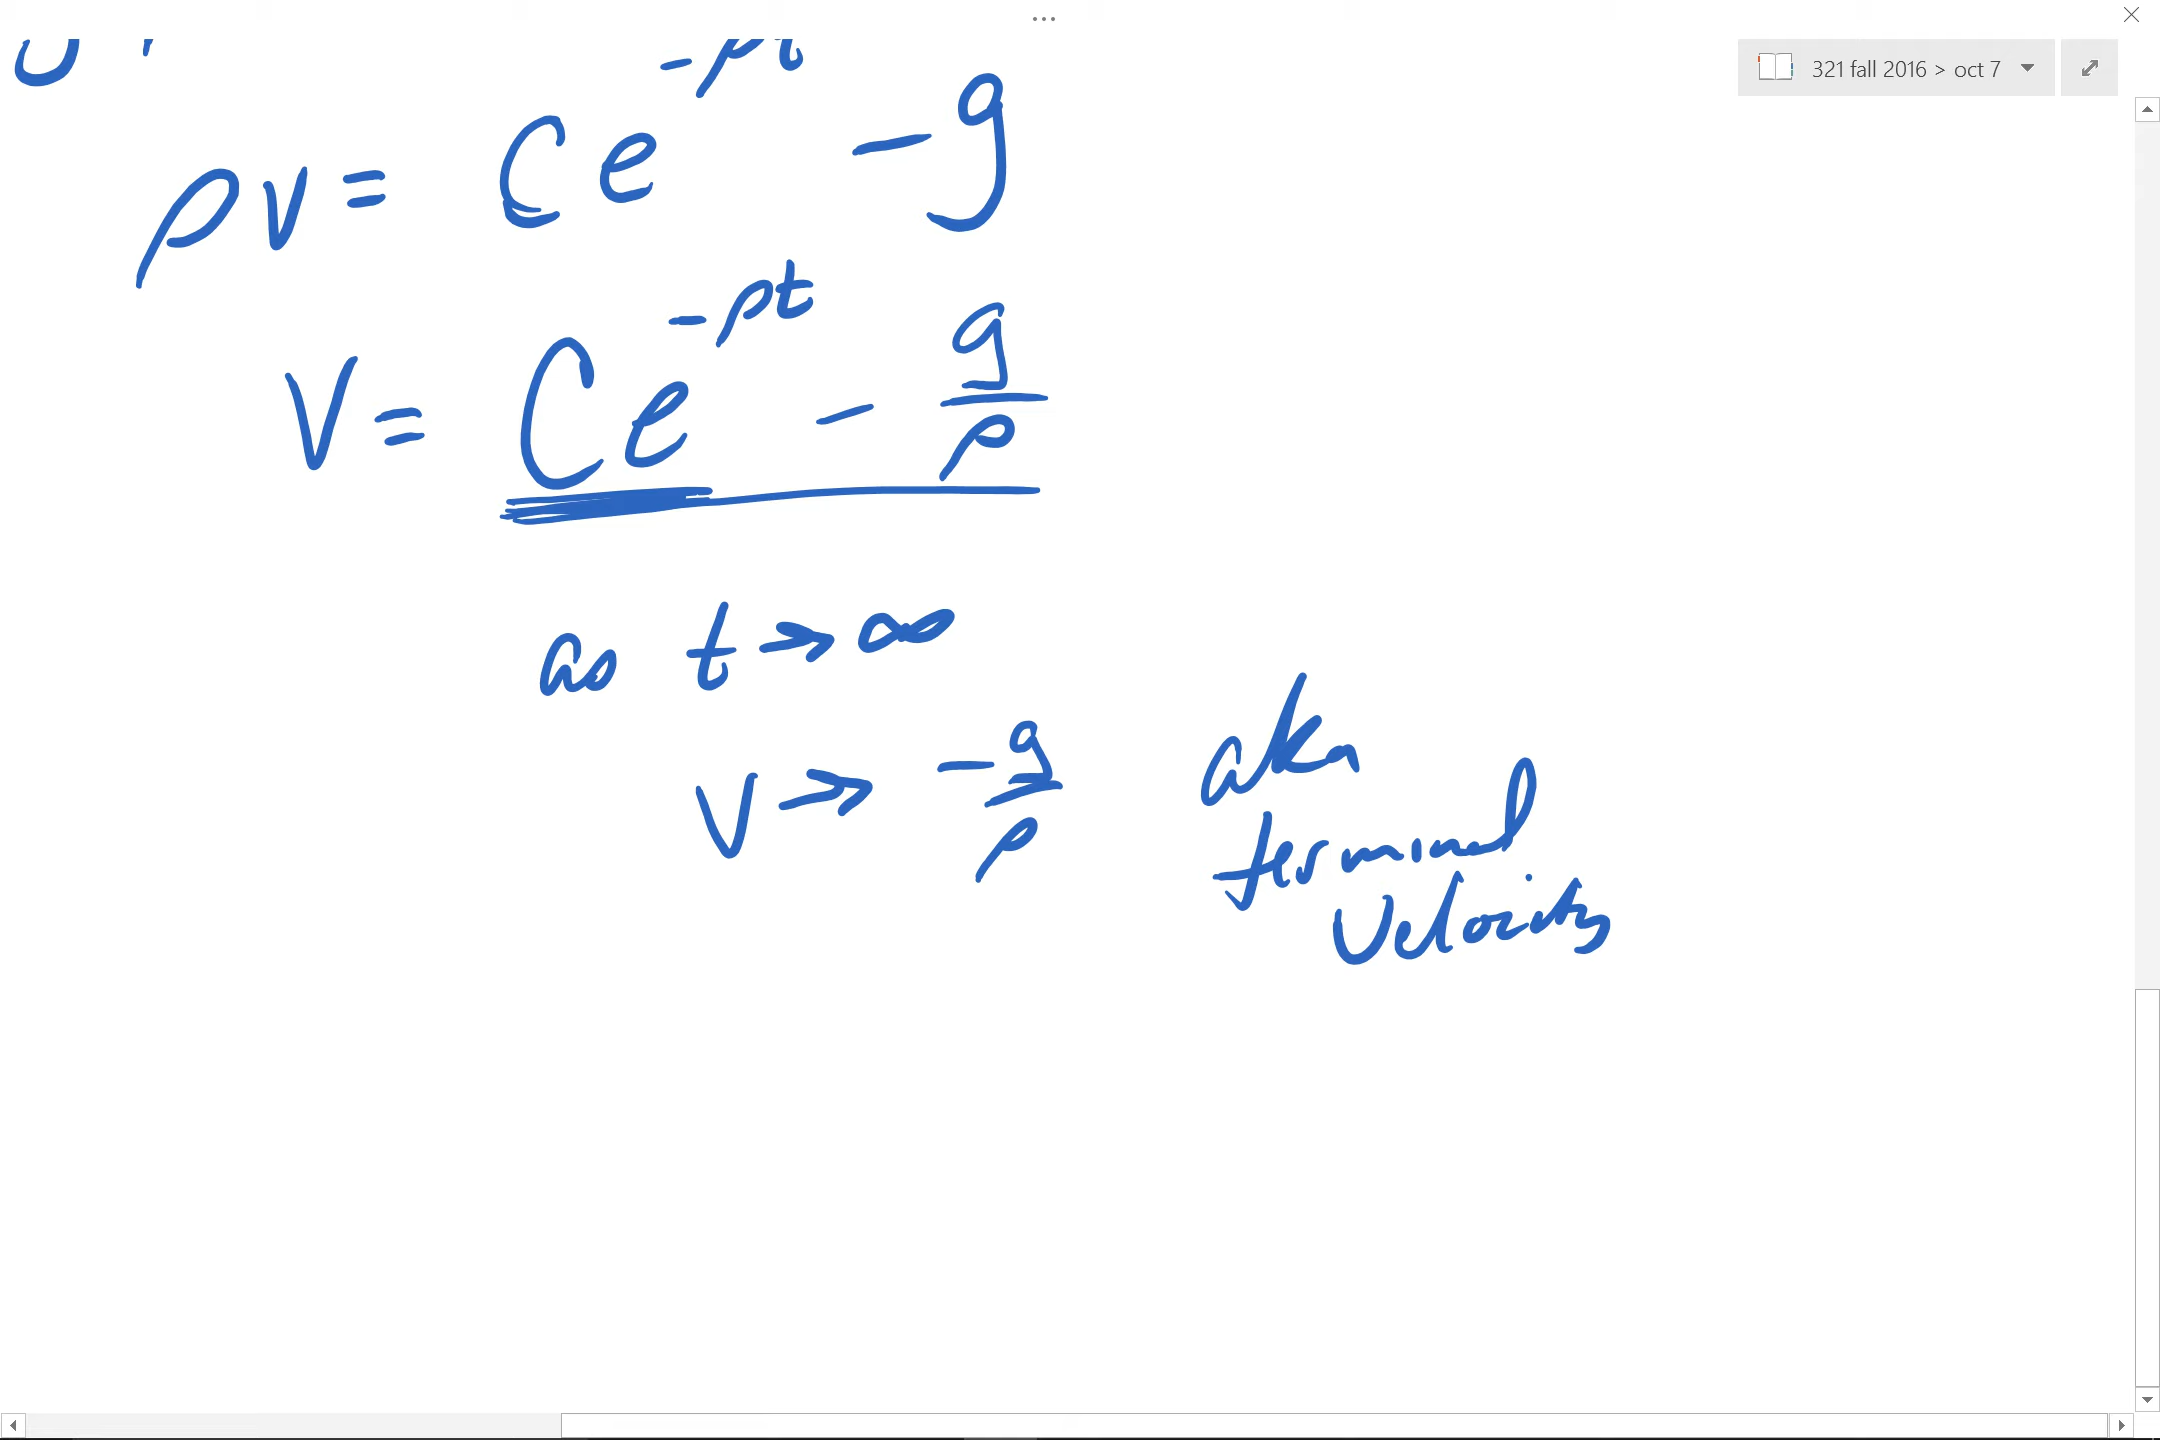 321 fall 2016 > oct 7
ρv = Ce^{-ρt} - g
v = Ce^{-ρt} - g/ρ
as t → ∞
v → -g/ρ
aka
terminal
velocity